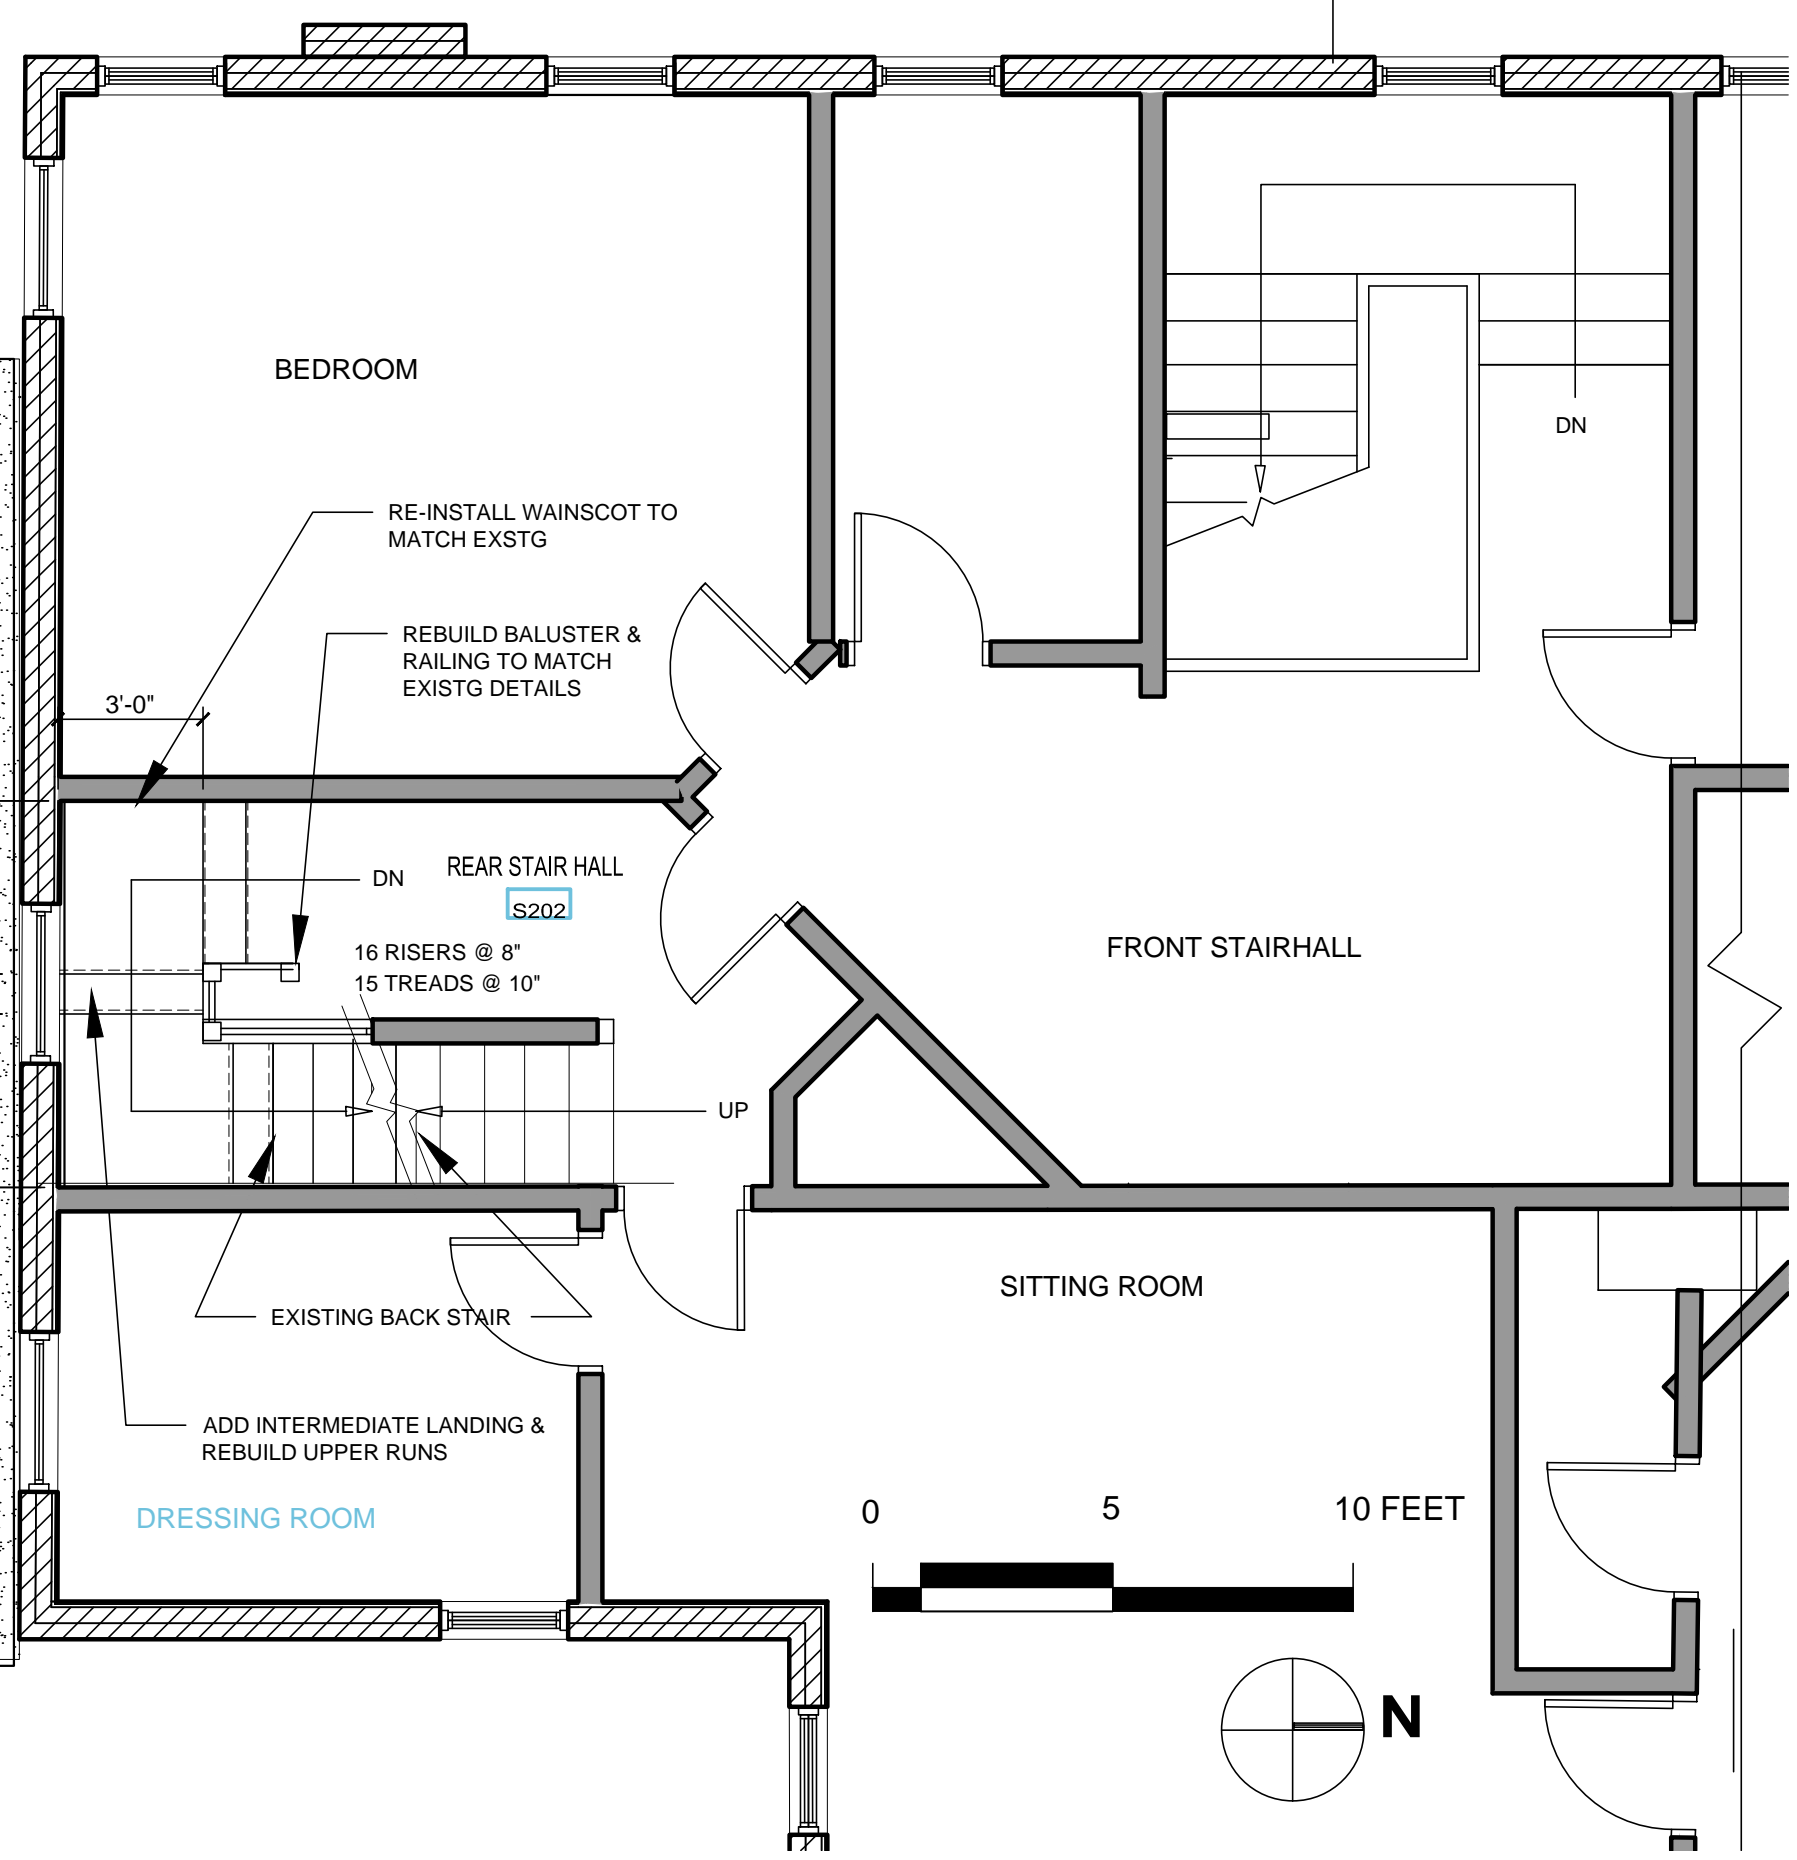 BEDROOM
DN
RE-INSTALL WAINSCOT TO
MATCH EXSTG
REBUILD BALUSTER &
RAILING TO MATCH
EXISTG DETAILS
3'-0"
DN
REAR STAIR HALL
S202
16 RISERS @ 8"
15 TREADS @ 10"
FRONT STAIRHALL
UP
SITTING ROOM
EXISTING BACK STAIR
ADD INTERMEDIATE LANDING &
REBUILD UPPER RUNS
DRESSING ROOM
0 5 10 FEET
N